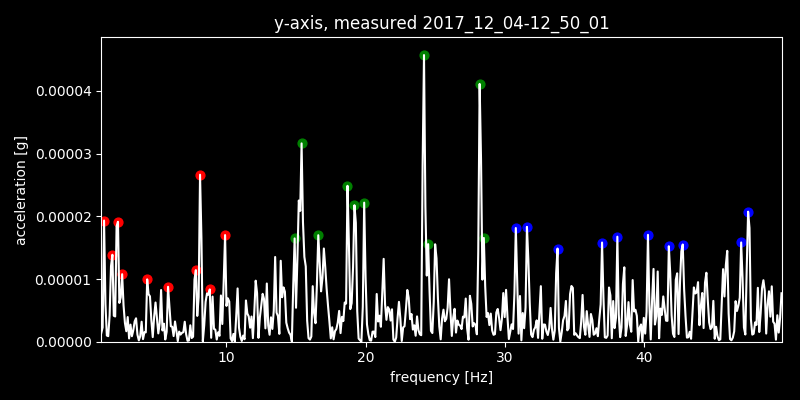 y-axis, measured 2017_12_04-12_50_01
0.00004
0.00003
0.00002
0.00001
0.00000
acceleration [g]
10 20 30 40
frequency [Hz]